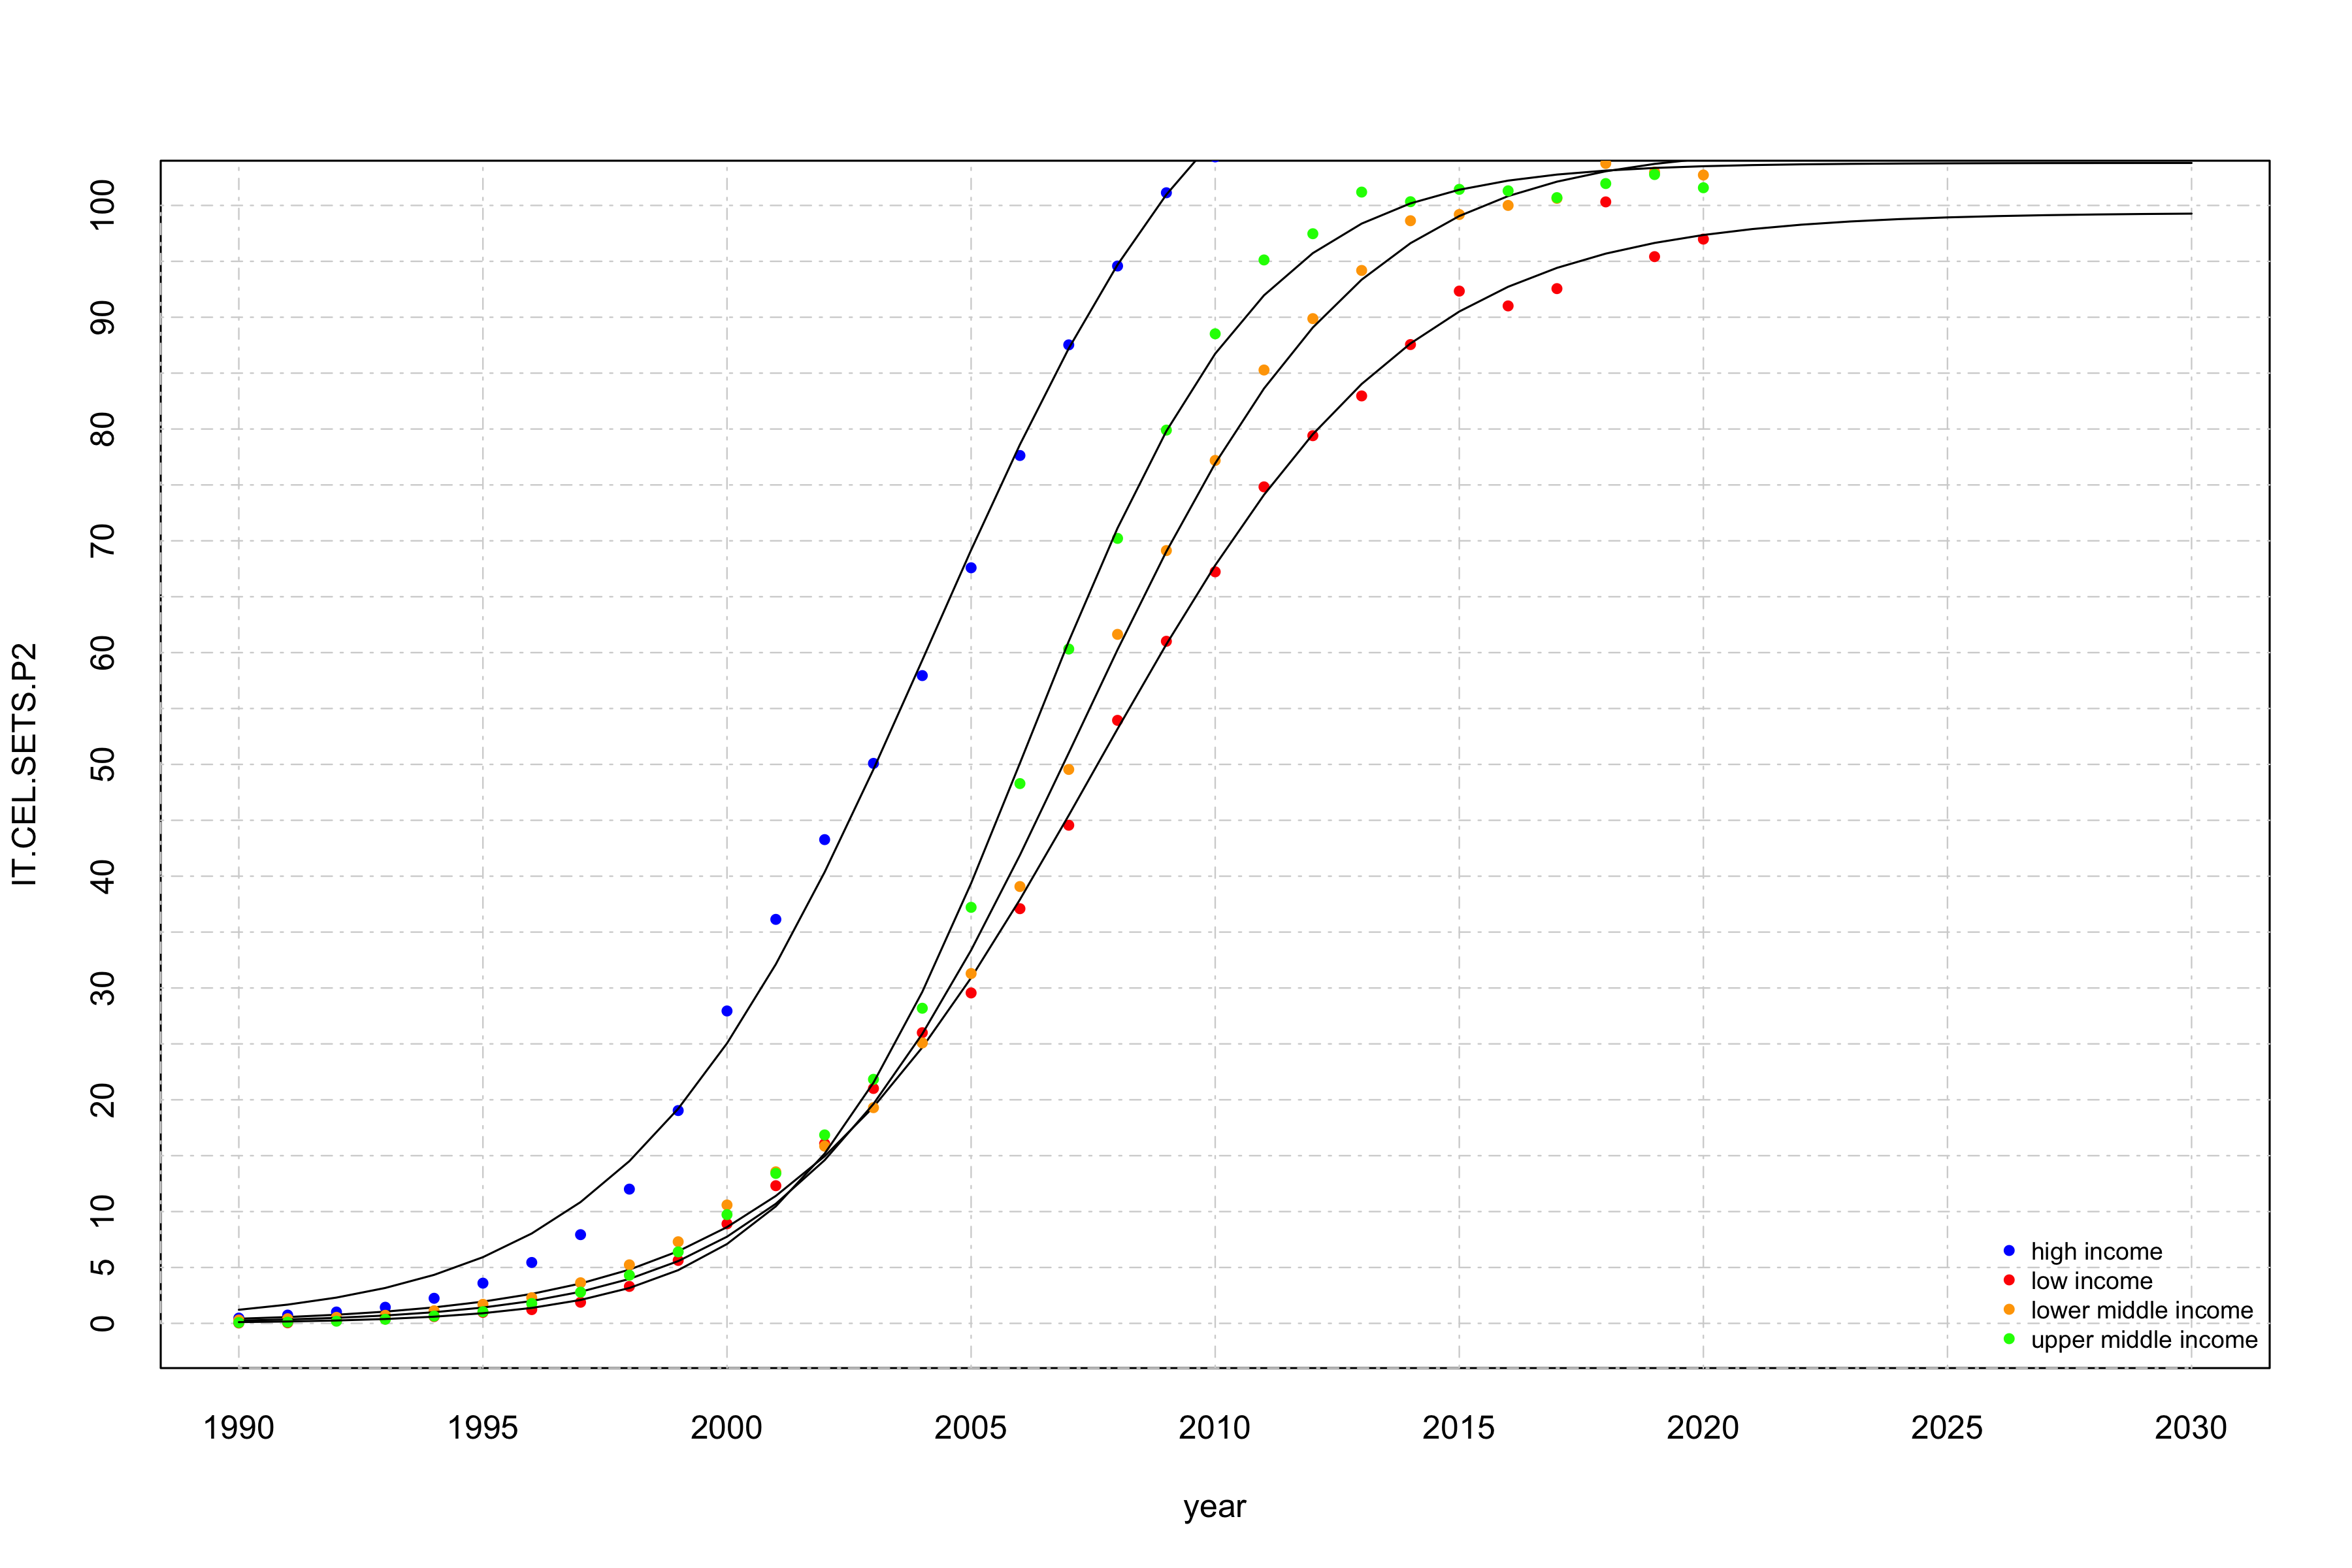 IT.CEL.SETS.P2
100
90
80
70
60
50
40
30
20
10
5
0
high income
low income
lower middle income
upper middle income
1990 1995 2000 2005 2010 2015 2020 2025 2030
year